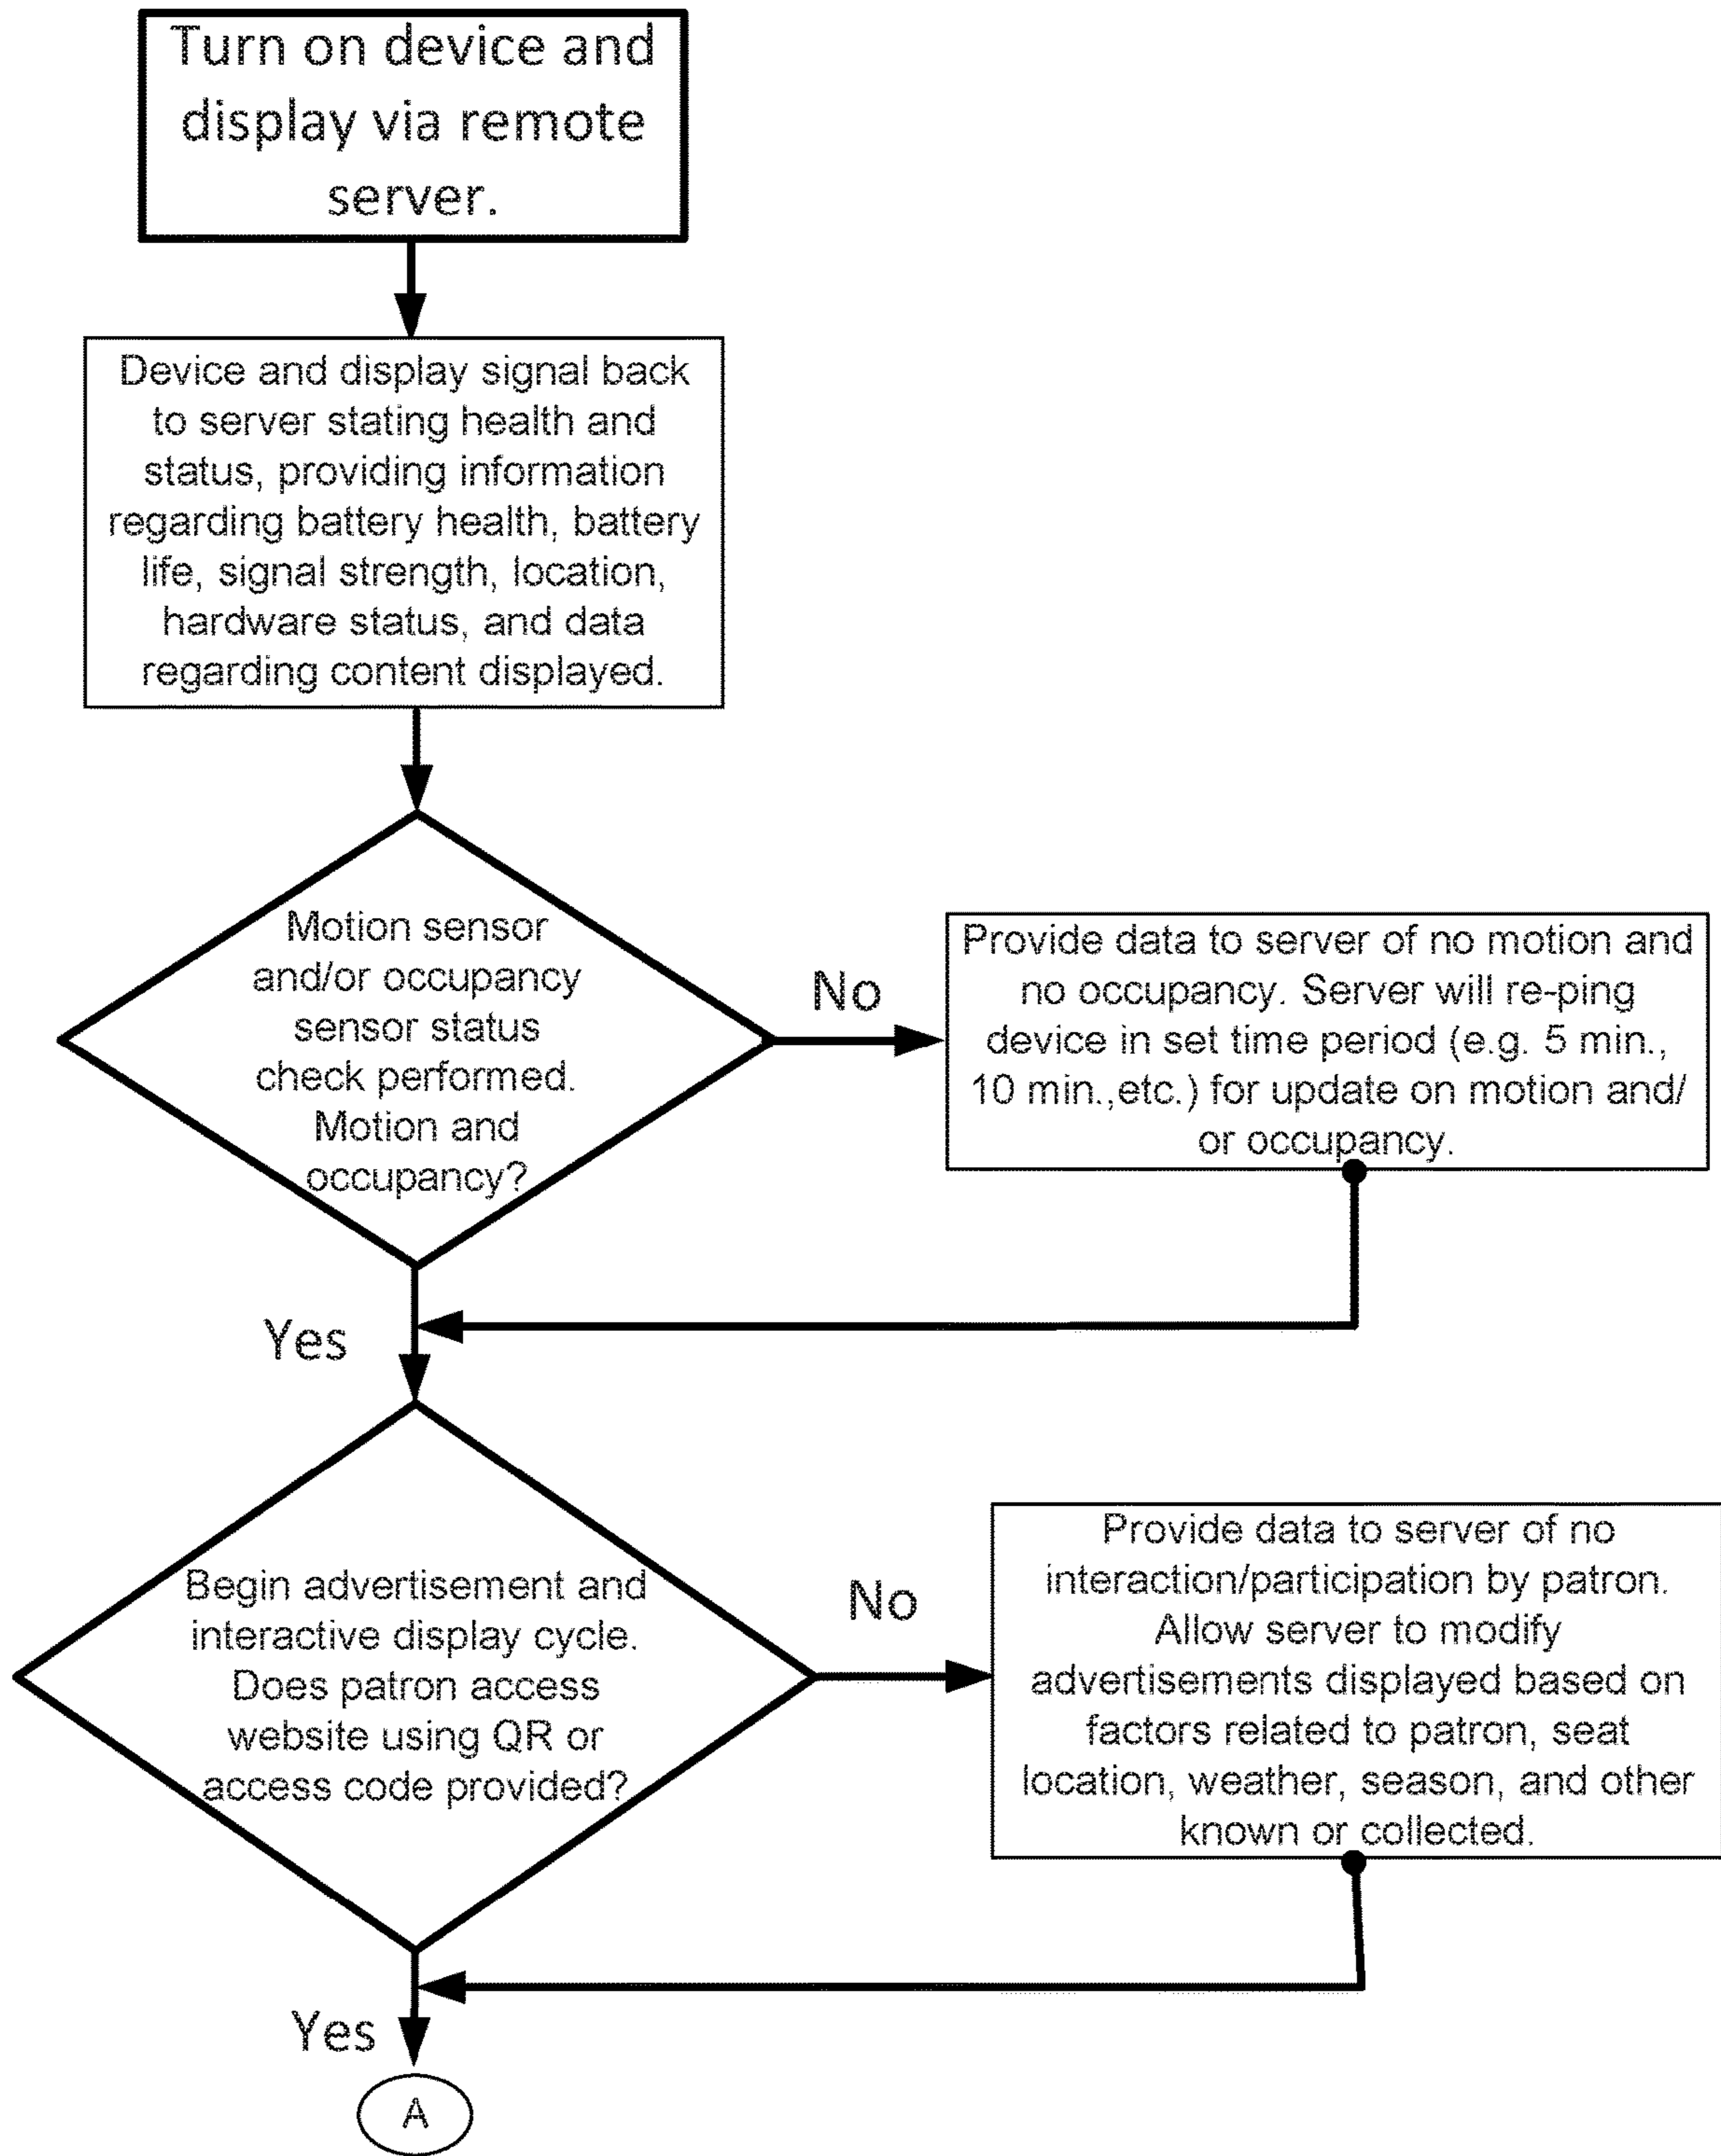 Turn on device and
display via remote
server.
Device and display signal back
to server stating health and
status, providing information
regarding battery health, battery
life, signal strength, location,
hardware status, and data
regarding content displayed.
Motion sensor
and/or occupancy
sensor status
check performed.
Motion and
occupancy?
No
Provide data to server of no motion and
no occupancy. Server will re-ping
device in set time period (e.g. 5 min.,
10 min.,etc.) for update on motion and/
or occupancy.
Yes
Begin advertisement and
interactive display cycle.
Does patron access
website using QR or
access code provided?
No
Provide data to server of no
interaction/participation by patron.
Allow server to modify
advertisements displayed based on
factors related to patron, seat
location, weather, season, and other
known or collected.
Yes
A